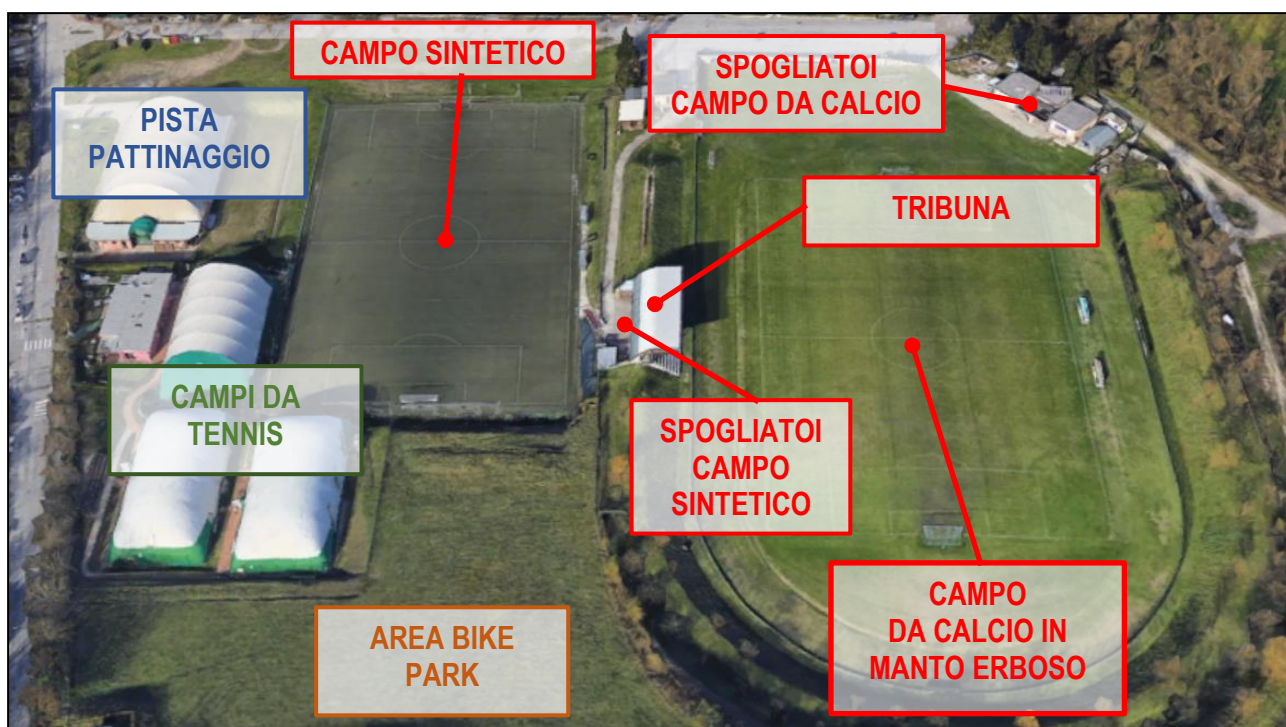 CAMPO SINTETICO
SPOGLIATOI
CAMPO DA CALCIO
PISTA
PATTINAGGIO
TRIBUNA
CAMPI DA
TENNIS
SPOGLIATOI
CAMPO
SINTETICO
AREA BIKE
PARK
CAMPO
DA CALCIO IN
MANTO ERBOSO